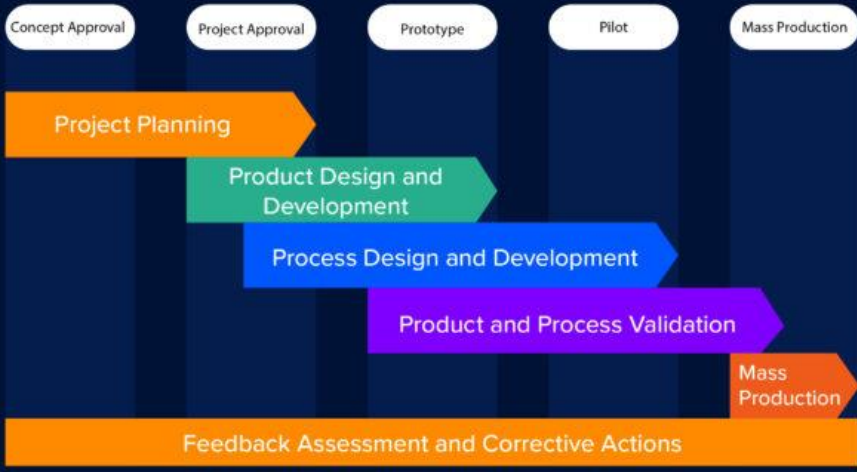 Concept Approval
Project Approval
Prototype
Pilot
Mass Production
Project Planning
Product Design and
Development
Process Design and Development
Product and Process Validation
Mass
Production
Feedback Assessment and Corrective Actions